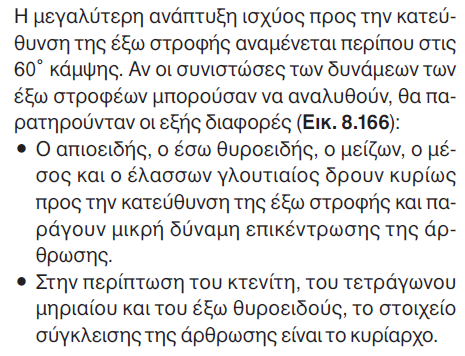 Η μεγαλύτερη ανάπτυξη ισχύος προς την κατεύ-
θυνση της έξω στροφής αναμένεται περίπου στις
60° κάμψης. Αν οι συνιστώσες των δυνάμεων των
έξω στροφέων μπορούσαν να αναλυθούν, θα πα-
ρατηρούνταν οι εξής διαφορές (Εικ. 8.166):
• Ο απιοειδής, ο έσω θυροειδής, ο μείζων, ο μέ-
σος και ο έλασσων γλουτιαίος δρουν κυρίως
προς την κατεύθυνση της έξω στροφής και πα-
ράγουν μικρή δύναμη επικέντρωσης της άρ-
θρωσης.
• Στην περίπτωση του κτενίτη, του τετράγωνου
μηριαίου και του έξω θυροειδούς, το στοιχείο
σύγκλεισης της άρθρωσης είναι το κυρίαρχο.